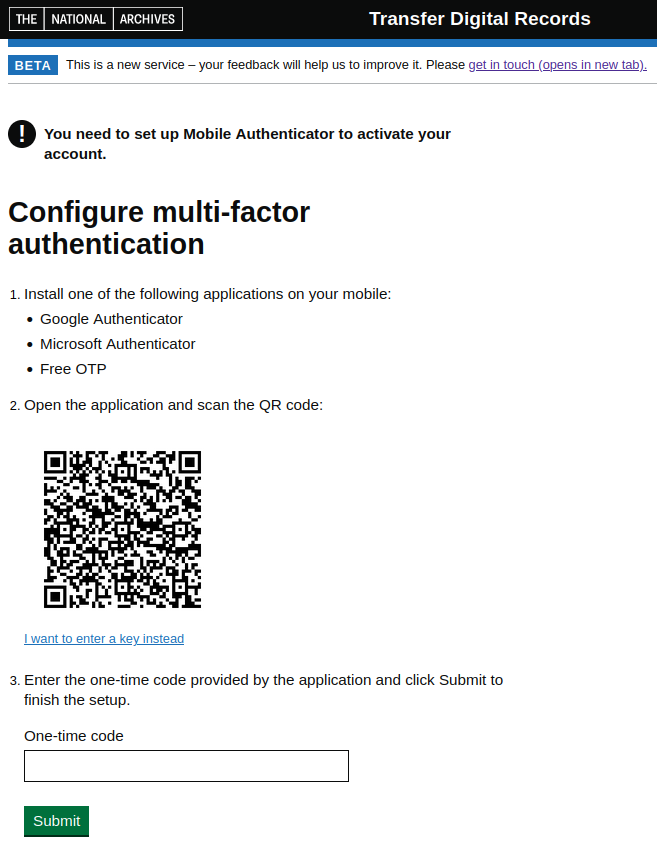 THE NATIONAL ARCHIVES
Transfer Digital Records
BETA This is a new service – your feedback will help us to improve it. Please get in touch (opens in new tab).
! You need to set up Mobile Authenticator to activate your
account.
Configure multi-factor
authentication
1. Install one of the following applications on your mobile:
• Google Authenticator
• Microsoft Authenticator
• Free OTP
2. Open the application and scan the QR code:
I want to enter a key instead
3. Enter the one-time code provided by the application and click Submit to
finish the setup.
One-time code
Submit